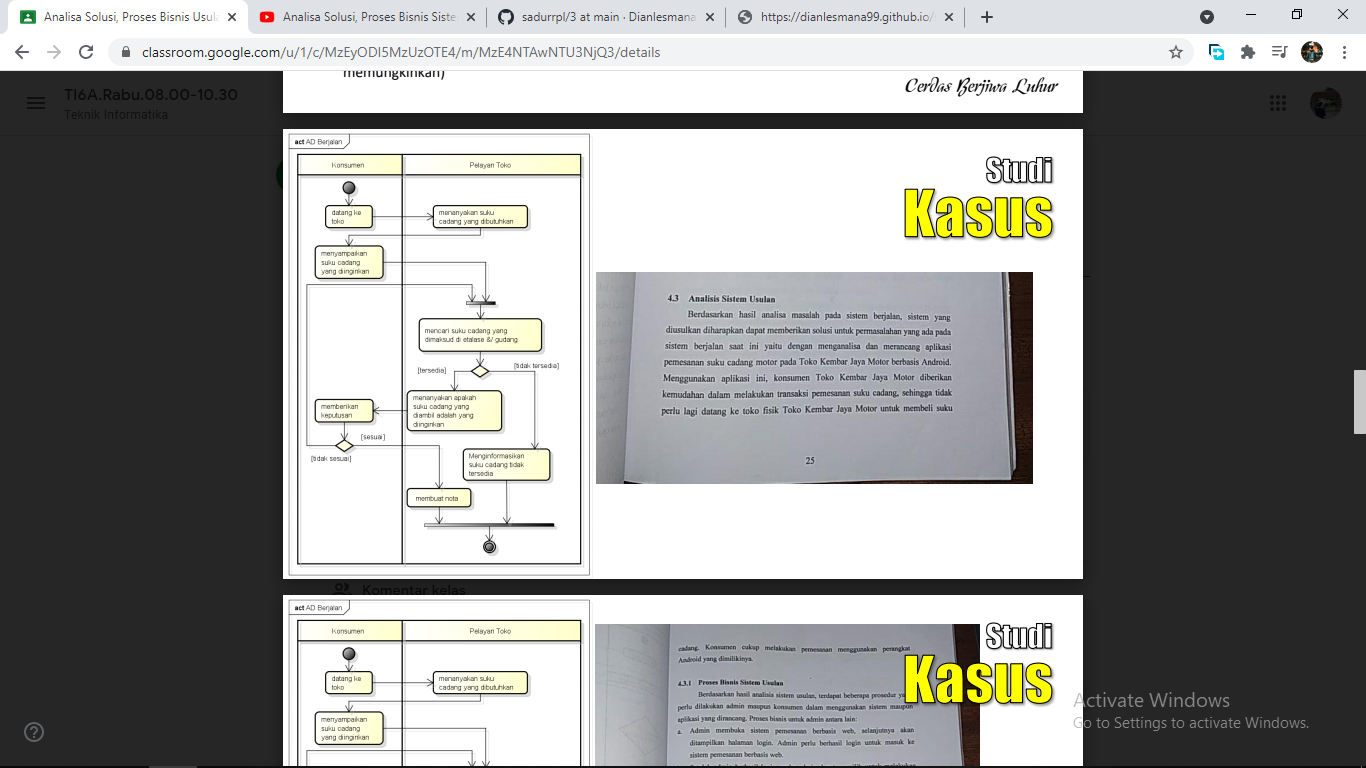 Analisa Solusi, Proses Bisnis Usula
Analisa Solusi, Proses Bisnis Siste
sadurrpl/3 at main · Dianlesmana
https://dianlesmana99.github.io/
classroom.google.com/u/1/c/MzEyODI5MzUzOTE4/m/MzE4NTAwNTU3NjQ3/details
TI6A.Rabu.08.00-10.30
Teknik Informatika
memungkinkan)
Cerdas Berjiwa Luhur
act AD Berjalan
Konsumen
Pelayan Toko
datang ke
toko
menanyakan suku
cadang yang dibutuhkan
menyampaikan
suku cadang
yang diinginkan
mencari suku cadang yang
dimaksud di etalase &/ gudang
[tersedia]
[tidak tersedia]
menanyakan apakah
suku cadang yang
diambil adalah yang
diinginkan
memberikan
keputusan
[sesuai]
[tidak sesuai]
Menginformasikan
suku cadang tidak
tersedia
membuat nota
Studi
Kasus
4.3 Analisis Sistem Usulan
Berdasarkan hasil analisa masalah pada sistem berjalan, sistem yang
diusulkan diharapkan dapat memberikan solusi untuk permasalahan yang ada pada
sistem berjalan saat ini yaitu dengan menganalisa dan merancang aplikasi
pemesanan suku cadang motor pada Toko Kembar Jaya Motor berbasis Android.
Menggunakan aplikasi ini, konsumen Toko Kembar Jaya Motor diberikan
kemudahan dalam melakukan transaksi pemesanan suku cadang, sehingga tidak
perlu lagi datang ke toko fisik Toko Kembar Jaya Motor untuk membeli suku
25
Komentar kelas
act AD Berjalan
Konsumen
Pelayan Toko
datang ke
toko
menanyakan suku
cadang yang dibutuhkan
menyampaikan
suku cadang
yang diinginkan
Studi
Kasus
cadang. Konsumen cukup melakukan pemesanan menggunakan perangkat
Android yang dimilikinya.
4.3.1 Proses Bisnis Sistem Usulan
Berdasarkan hasil analisis sistem usulan, terdapat beberapa prosedur
perlu dilakukan admin maupun konsumen dalam menggunakan sistem maupun
aplikasi yang dirancang. Proses bisnis untuk admin antara lain:
a. Admin membuka sistem pemesanan berbasis web, selanjutnya akan
ditampilkan halaman login. Admin perlu berhasil login untuk masuk ke
sistem pemesanan berbasis web.
Activate Windows
Go to Settings to activate Windows.